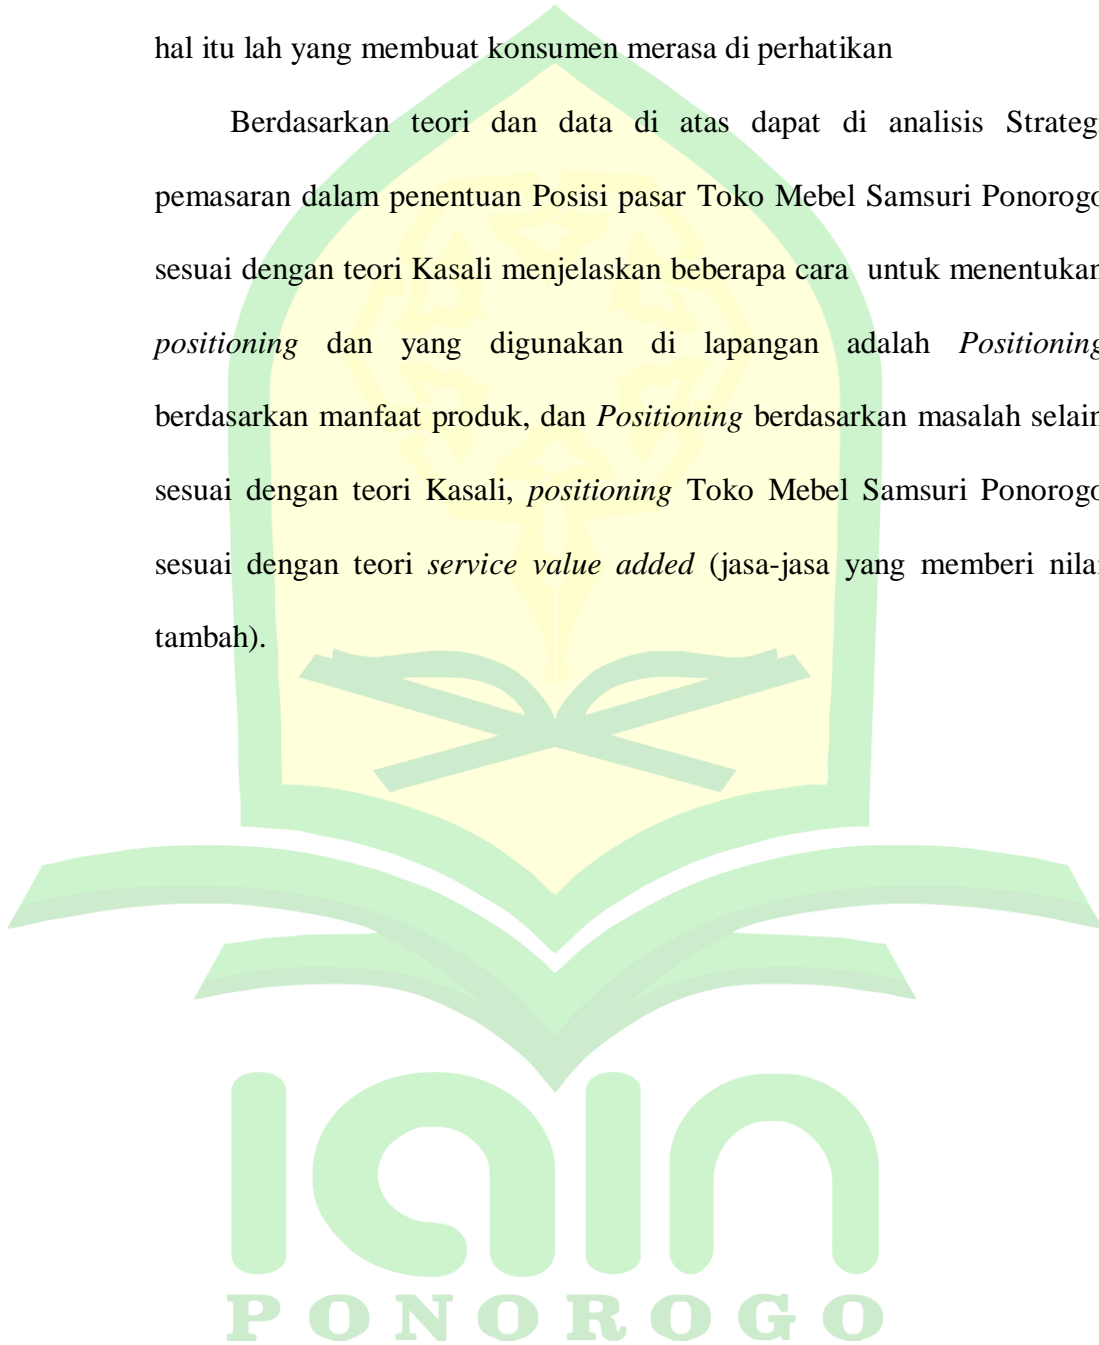 hal itu lah yang membuat konsumen merasa di perhatikan
Berdasarkan teori dan data di atas dapat di analisis Strategi
pemasaran dalam penentuan Posisi pasar Toko Mebel Samsuri Ponorogo
sesuai dengan teori Kasali menjelaskan beberapa cara untuk menentukan
positioning dan yang digunakan di lapangan adalah Positioning
berdasarkan manfaat produk, dan Positioning berdasarkan masalah selain
sesuai dengan teori Kasali, positioning Toko Mebel Samsuri Ponorogo
sesuai dengan teori service value added (jasa-jasa yang memberi nilai
tambah).
iain
PONOROGO